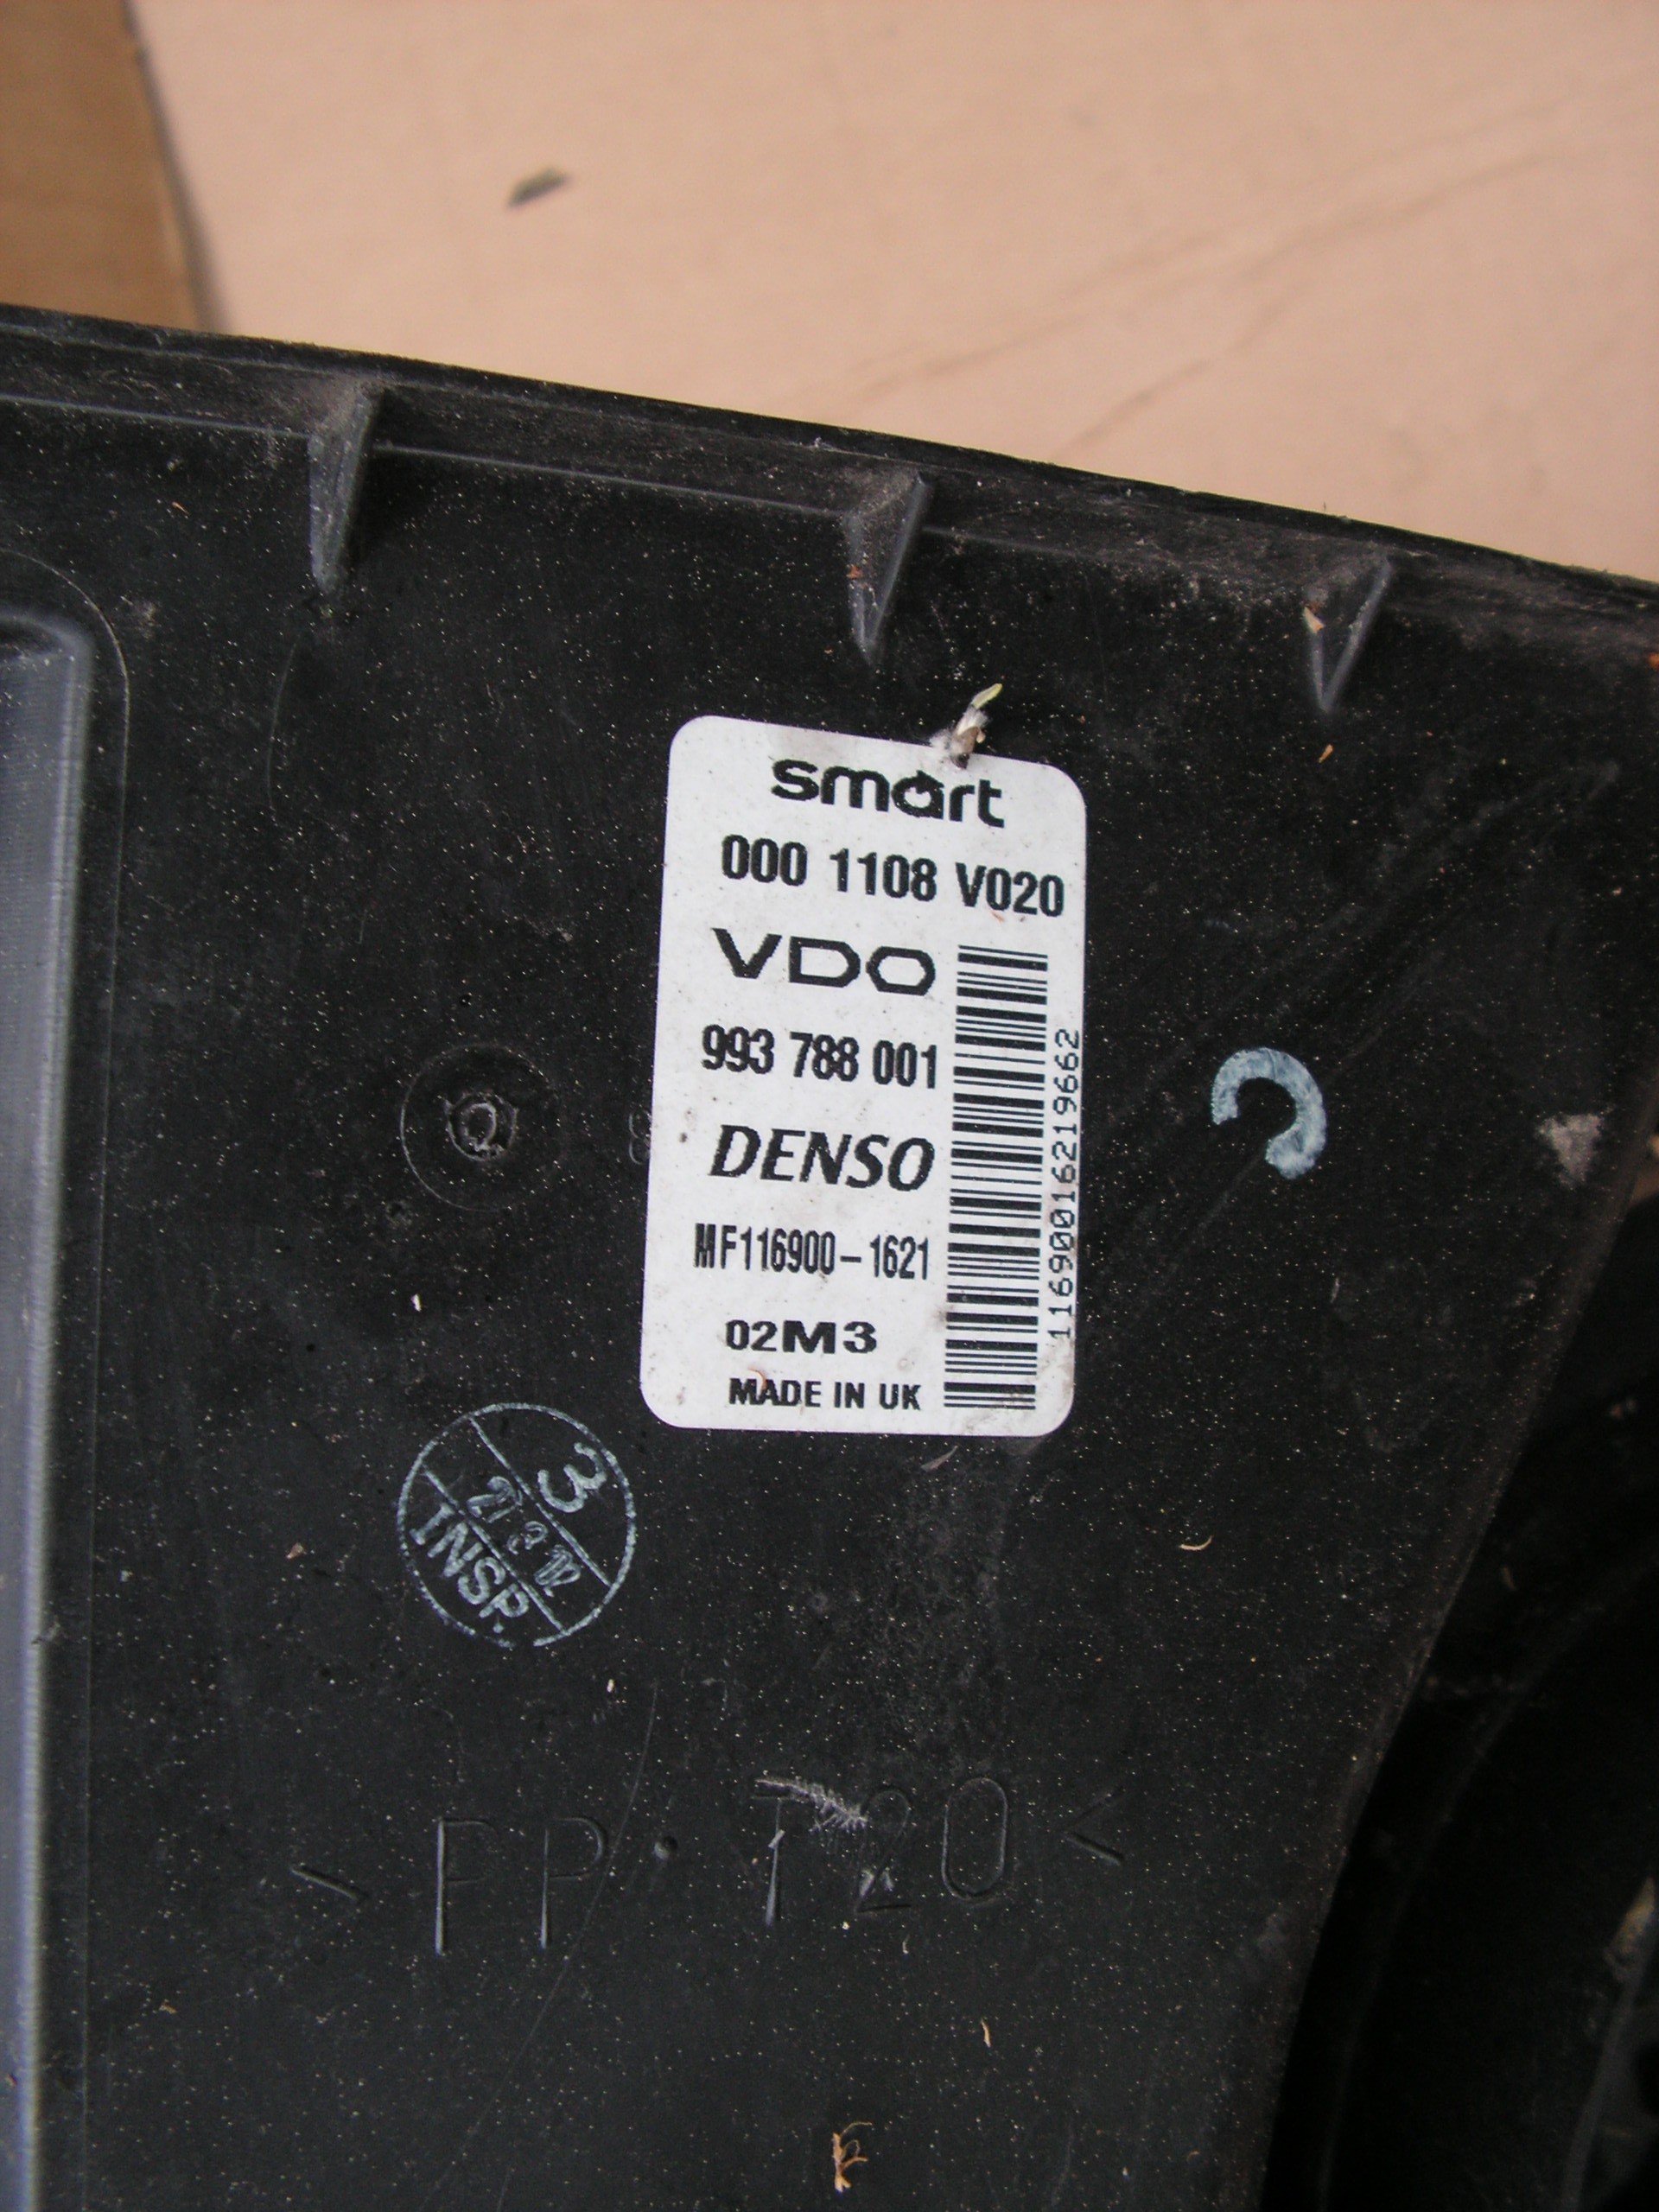 smart
000 1108 V020
VDO
993 788 001
DENSO
MF116900-1621
02M3
MADE IN UK
1169001621219662
3
INSP.
>PP·T20<